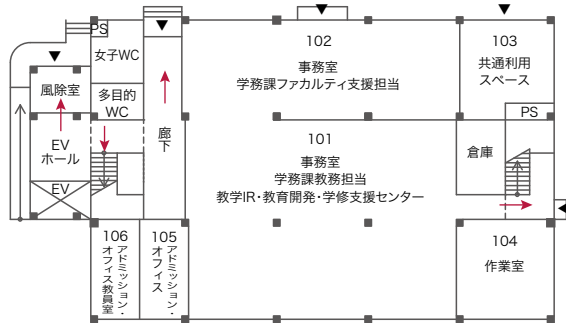 PS
女子WC
多目的
WC
風除室
EV
ホール
EV
廊
下
102
事務室
学務課ファカルティ支援担当
103
共通利用
スペース
PS
101
事務室
学務課教務担当
教学IR・教育開発・学修支援センター
倉庫
106
アドミッション・
オフィス教員室
105
アドミッション・
オフィス
104
作業室